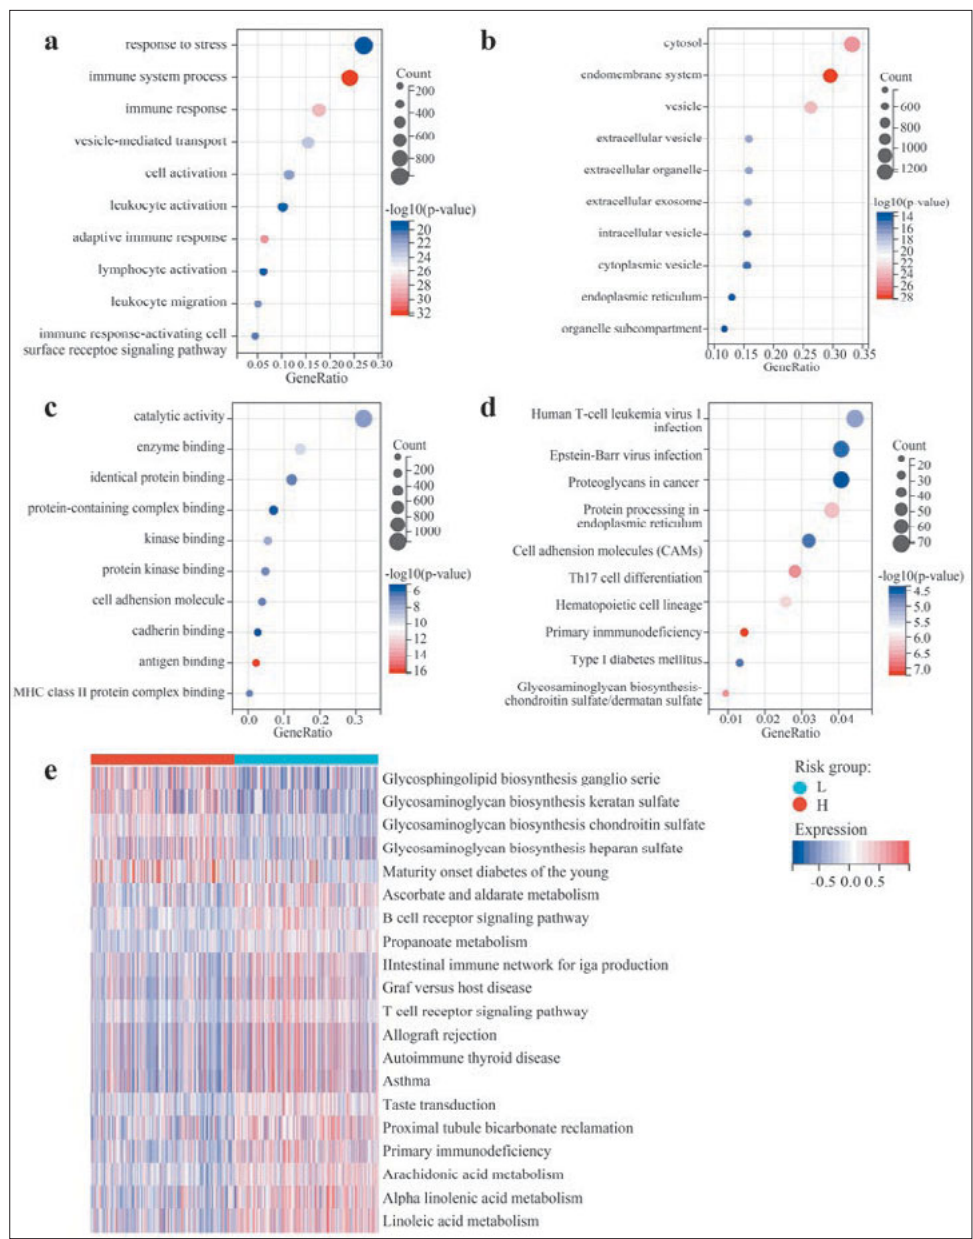 a
response to stress
immune system process
immune response
vesicle-mediated transport
cell activation
leukocyte activation
adaptive immune response
lymphocyte activation
leukocyte migration
immune response-activating cell
surface receptoe signaling pathway
0.05 0.10 0.15 0.20 0.25 0.30
GeneRatio
Count
200
400
600
800
-log10(p-value)
20
22
24
26
28
30
32
b
cytosol
endomembrane system
vesicle
extracellular vesicle
extracellular organelle
extracellular exosome
intracellular vesicle
cytoplasmic vesicle
endoplasmic reticulum
organelle subcompartment
0.10 0.15 0.20 0.25 0.30 0.35
GeneRatio
Count
600
800
1000
1200
-log10(p-value)
14
16
18
20
22
24
26
28
c
catalytic activity
enzyme binding
identical protein binding
protein-containing complex binding
kinase binding
protein kinase binding
cell adhension molecule
cadherin binding
antigen binding
MHC class II protein complex binding
0.0 0.1 0.2 0.3
GeneRatio
Count
200
400
600
800
1000
-log10(p-value)
6
8
10
12
14
16
d
Human T-cell leukemia virus 1
infection
Epstein-Barr virus infection
Proteoglycans in cancer
Protein processing in
endoplasmic reticulum
Cell adhension molecules (CAMs)
Th17 cell differentiation
Hematopoietic cell lineage
Primary inmmunodeficiency
Type I diabetes mellitus
Glycosaminoglycan biosynthesis-
chondroitin sulfate/dermatan sulfate
0.01 0.02 0.03 0.04
GeneRatio
Count
20
30
40
50
60
70
-log10(p-value)
4.5
5.0
5.5
6.0
6.5
7.0
e
Glycosphingolipid biosynthesis ganglio serie
Glycosaminoglycan biosynthesis keratan sulfate
Glycosaminoglycan biosynthesis chondroitin sulfate
Glycosaminoglycan biosynthesis heparan sulfate
Maturity onset diabetes of the young
Ascorbate and aldarate metabolism
B cell receptor signaling pathway
Propanoate metabolism
IIntestinal immune network for iga production
Graf versus host disease
T cell receptor signaling pathway
Allograft rejection
Autoimmune thyroid disease
Asthma
Taste transduction
Proximal tubule bicarbonate reclamation
Primary immunodeficiency
Arachidonic acid metabolism
Alpha linolenic acid metabolism
Linoleic acid metabolism
Risk group:
L
H
Expression
-0.5 0.0 0.5